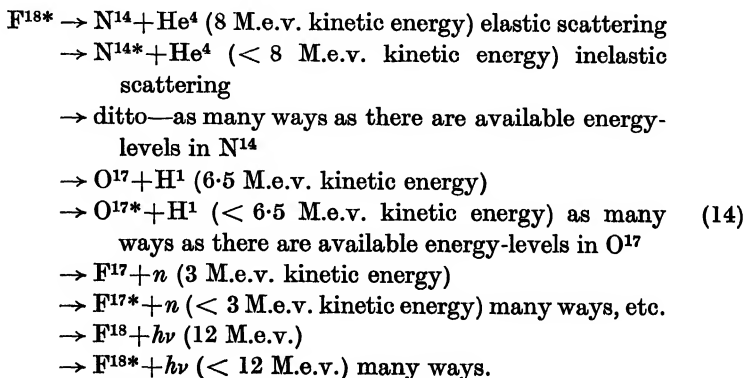 F¹⁸* → N¹⁴+He⁴ (8 M.e.v. kinetic energy) elastic scattering
→ N¹⁴*+He⁴ (< 8 M.e.v. kinetic energy) inelastic
scattering
→ ditto—as many ways as there are available energy-
levels in N¹⁴
→ O¹⁷+H¹ (6·5 M.e.v. kinetic energy)
→ O¹⁷*+H¹ (< 6·5 M.e.v. kinetic energy) as many (14)
ways as there are available energy-levels in O¹⁷
→ F¹⁷+n (3 M.e.v. kinetic energy)
→ F¹⁷*+n (< 3 M.e.v. kinetic energy) many ways, etc.
→ F¹⁸+hν (12 M.e.v.)
→ F¹⁸*+hν (< 12 M.e.v.) many ways.